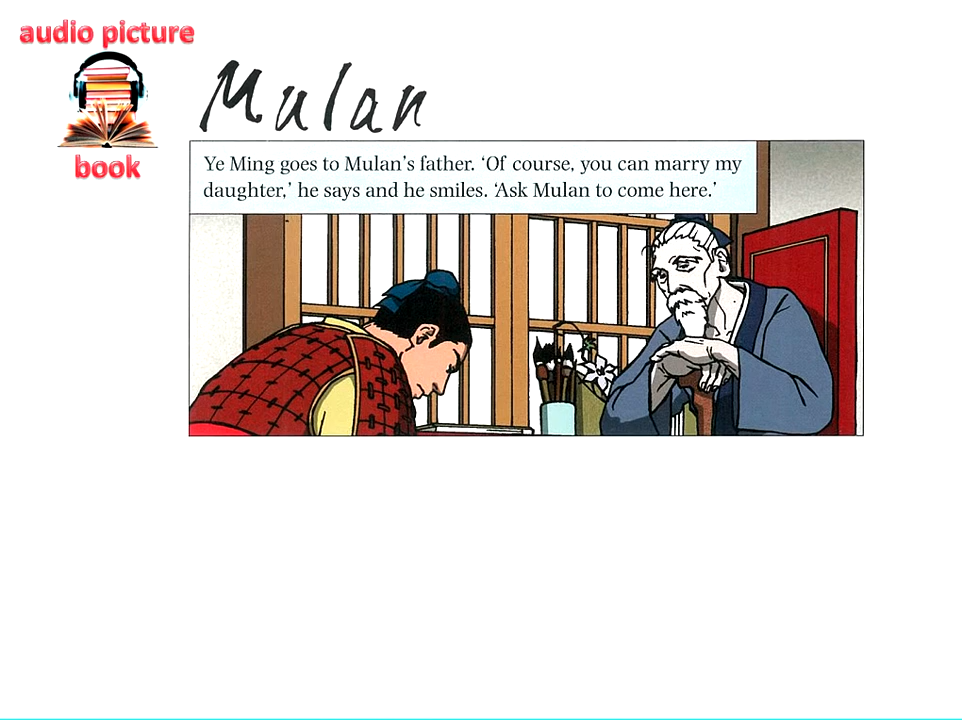 audio picture
book
Mulan
Ye Ming goes to Mulan’s father. ‘Of course, you can marry my
daughter,’ he says and he smiles. ‘Ask Mulan to come here.’